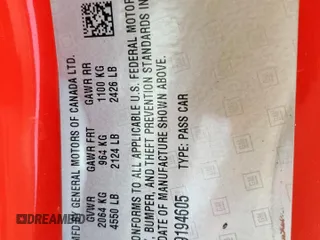 MFD BY GENERAL MOTORS OF CANADA LTD.
GVWR GAWR FRT GAWR RR
2064 KG 964 KG 1100 KG
4550 LB 2124 LB 2426 LB
CONFORMS TO ALL APPLICABLE U.S. FEDERAL MOTOR
BUMPER, AND THEFT PREVENTION STANDARDS IN
DATE OF MANUFACTURE SHOWN ABOVE.
9194605 TYPE: PASS CAR
DREAMBID